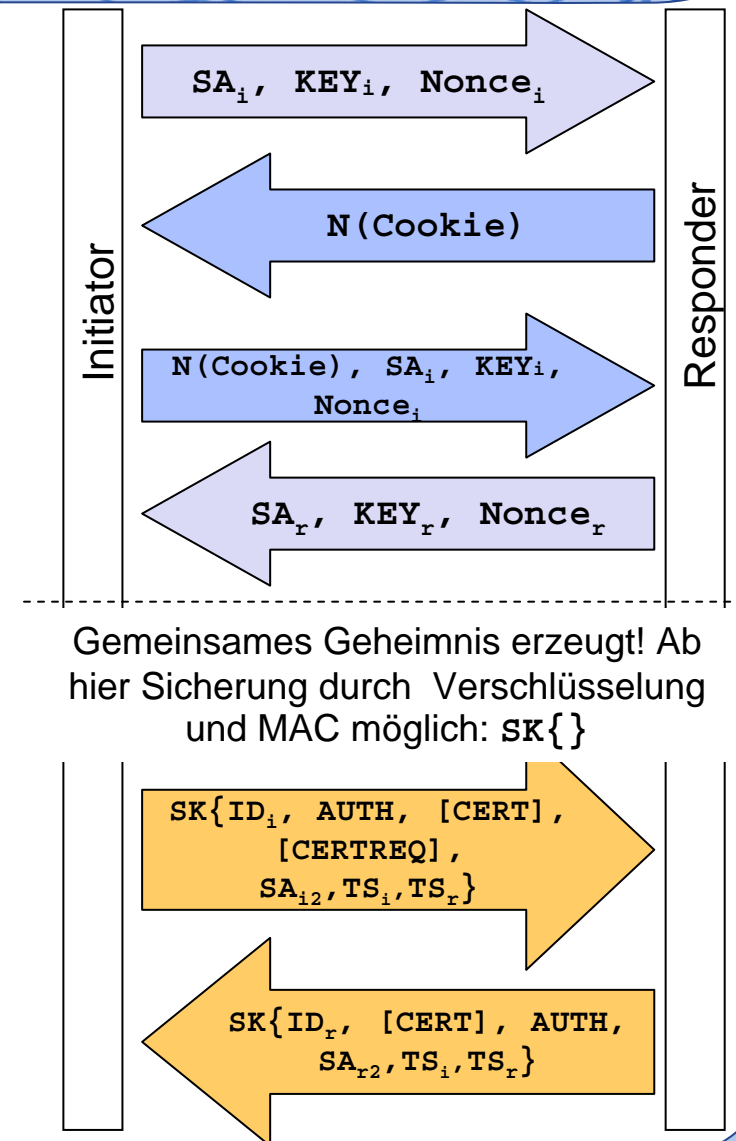 SAi, KEYi, Noncei
N(Cookie)
Initiator
Responder
N(Cookie), SAi, KEYi,
Noncei
SAr, KEYr, Noncer
Gemeinsames Geheimnis erzeugt! Ab
hier Sicherung durch Verschlüsselung
und MAC möglich: SK{}
SK{IDi, AUTH, [CERT],
[CERTREQ],
SAi2,TSi,TSr}
SK{IDr, [CERT], AUTH,
SAr2,TSi,TSr}